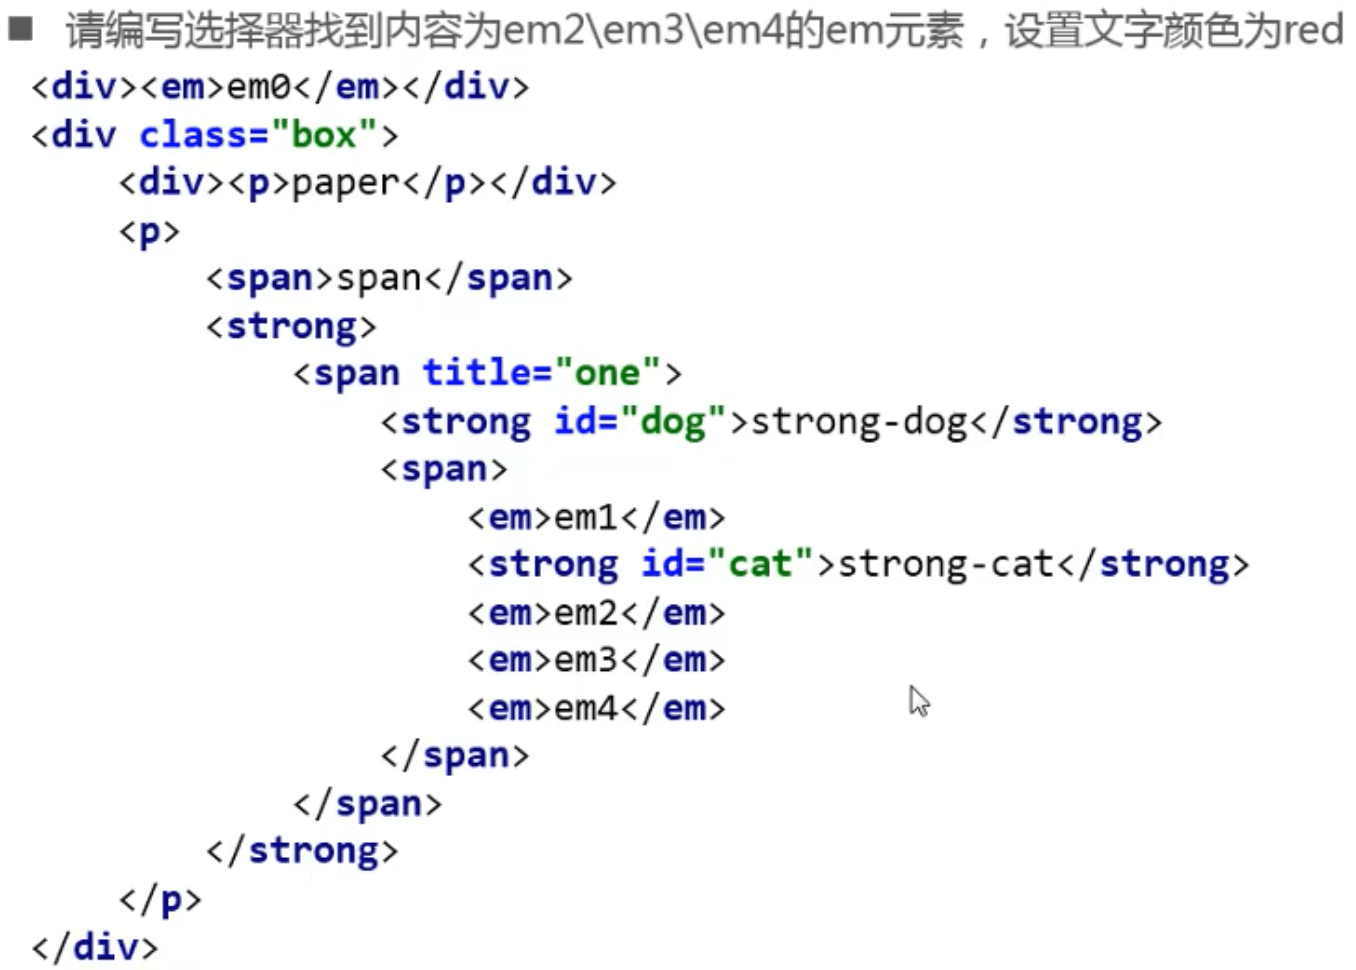 ■ 请编写选择器找到内容为em2\em3\em4的em元素，设置文字颜色为red
<div><em>em0</em></div>
<div class="box">
<div><p>paper</p></div>
<p>
<span>span</span>
<strong>
<span title="one">
<strong id="dog">strong-dog</strong>
<span>
<em>em1</em>
<strong id="cat">strong-cat</strong>
<em>em2</em>
<em>em3</em>
<em>em4</em>
</span>
</span>
</strong>
</p>
</div>